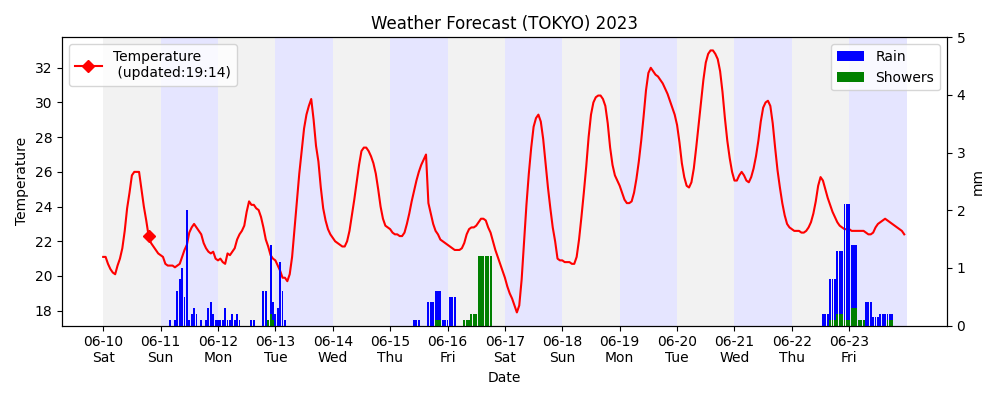 Weather Forecast (TOKYO) 2023
Temperature
(updated:19:14)
Rain
Showers
Temperature
32
30
28
26
24
22
20
18
5
4
3
2
1
0
mm
06-10 06-11 06-12 06-13 06-14 06-15 06-16 06-17 06-18 06-19 06-20 06-21 06-22 06-23
Sat Sun Mon Tue Wed Thu Fri Sat Sun Mon Tue Wed Thu Fri
Date